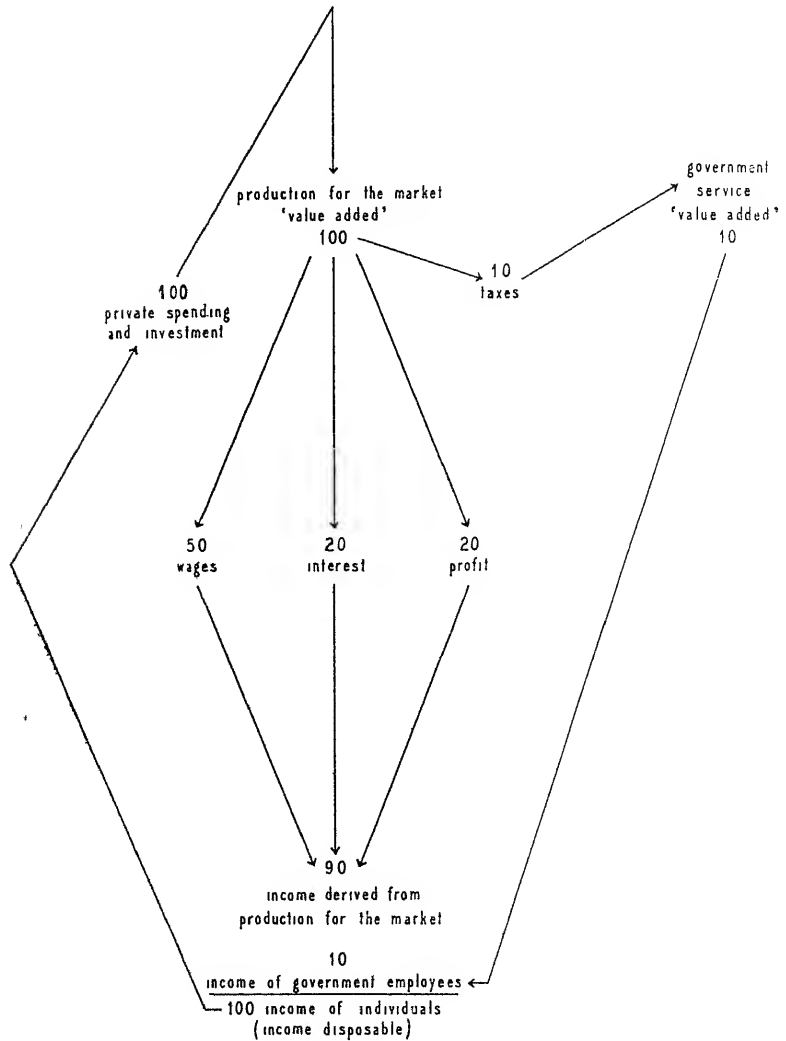 production for the market
'value added'
100
government
service
'value added'
10
10
taxes
100
private spending
and investment
50
wages
20
interest
20
profit
90
income derived from
production for the market
10
income of government employees
100 income of individuals
(income disposable)